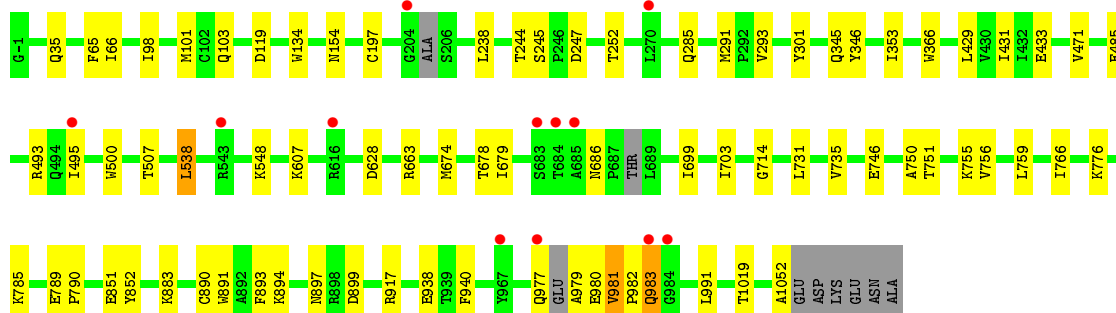 G-1 Q35 F65 I66 I98 M101 C102 Q103 D119 W134 N154 C197 G204 ALA S206 L238 T244 S245 P246 D247 T252 L270 Q285 M291 P292 V293 Y301 Q345 Y346 I353 W366 L429 V430 I431 I432 E433 V471
R493 Q494 I495 W500 T507 L538 R543 K548 K607 R616 D628 R663 M674 T678 I679 S683 T684 A685 N686 P687 THR L689 I699 I703 G714 L731 V735 E746 A750 T751 K755 V756 L759 I766 K776
K785 E789 P790 E851 Y852 K883 C890 W891 A892 F893 K894 N897 R898 D899 R917 E938 T939 F940 Y967 Q977 GLU A979 E980 V981 P982 Q983 G984 L991 T1019 A1052 GLU ASP LYS GLU ASN ALA